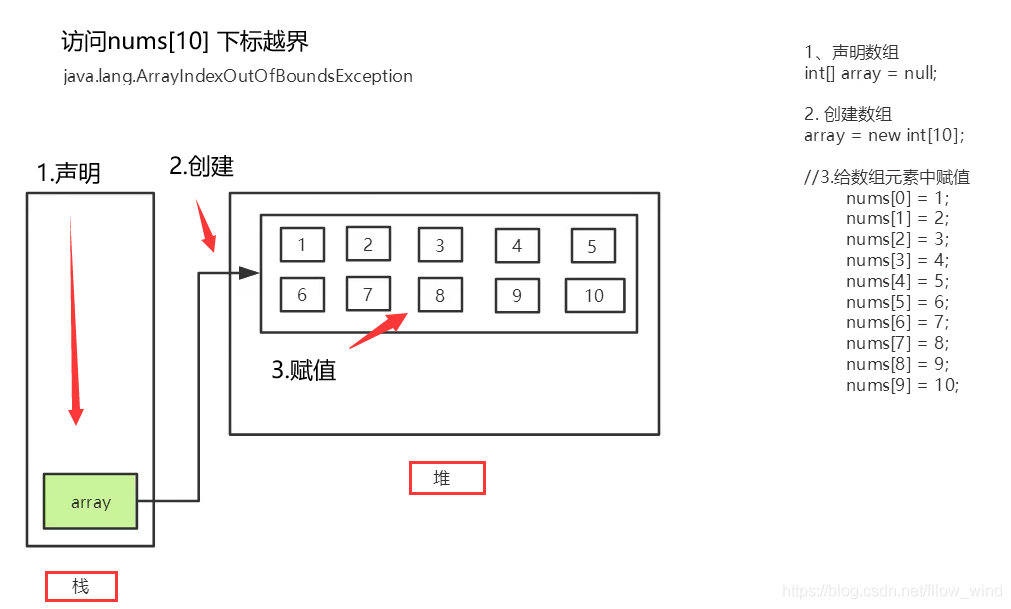 访问nums[10] 下标越界
java.lang.ArrayIndexOutOfBoundsException
1、声明数组
int[] array = null;
2. 创建数组
array = new int[10];
//3.给数组元素中赋值
nums[0] = 1;
nums[1] = 2;
nums[2] = 3;
nums[3] = 4;
nums[4] = 5;
nums[5] = 6;
nums[6] = 7;
nums[7] = 8;
nums[8] = 9;
nums[9] = 10;
1.声明
2.创建
1 2 3 4 5
6 7 8 9 10
3.赋值
array
堆
栈
https://blog.csdn.net/fllow_wind